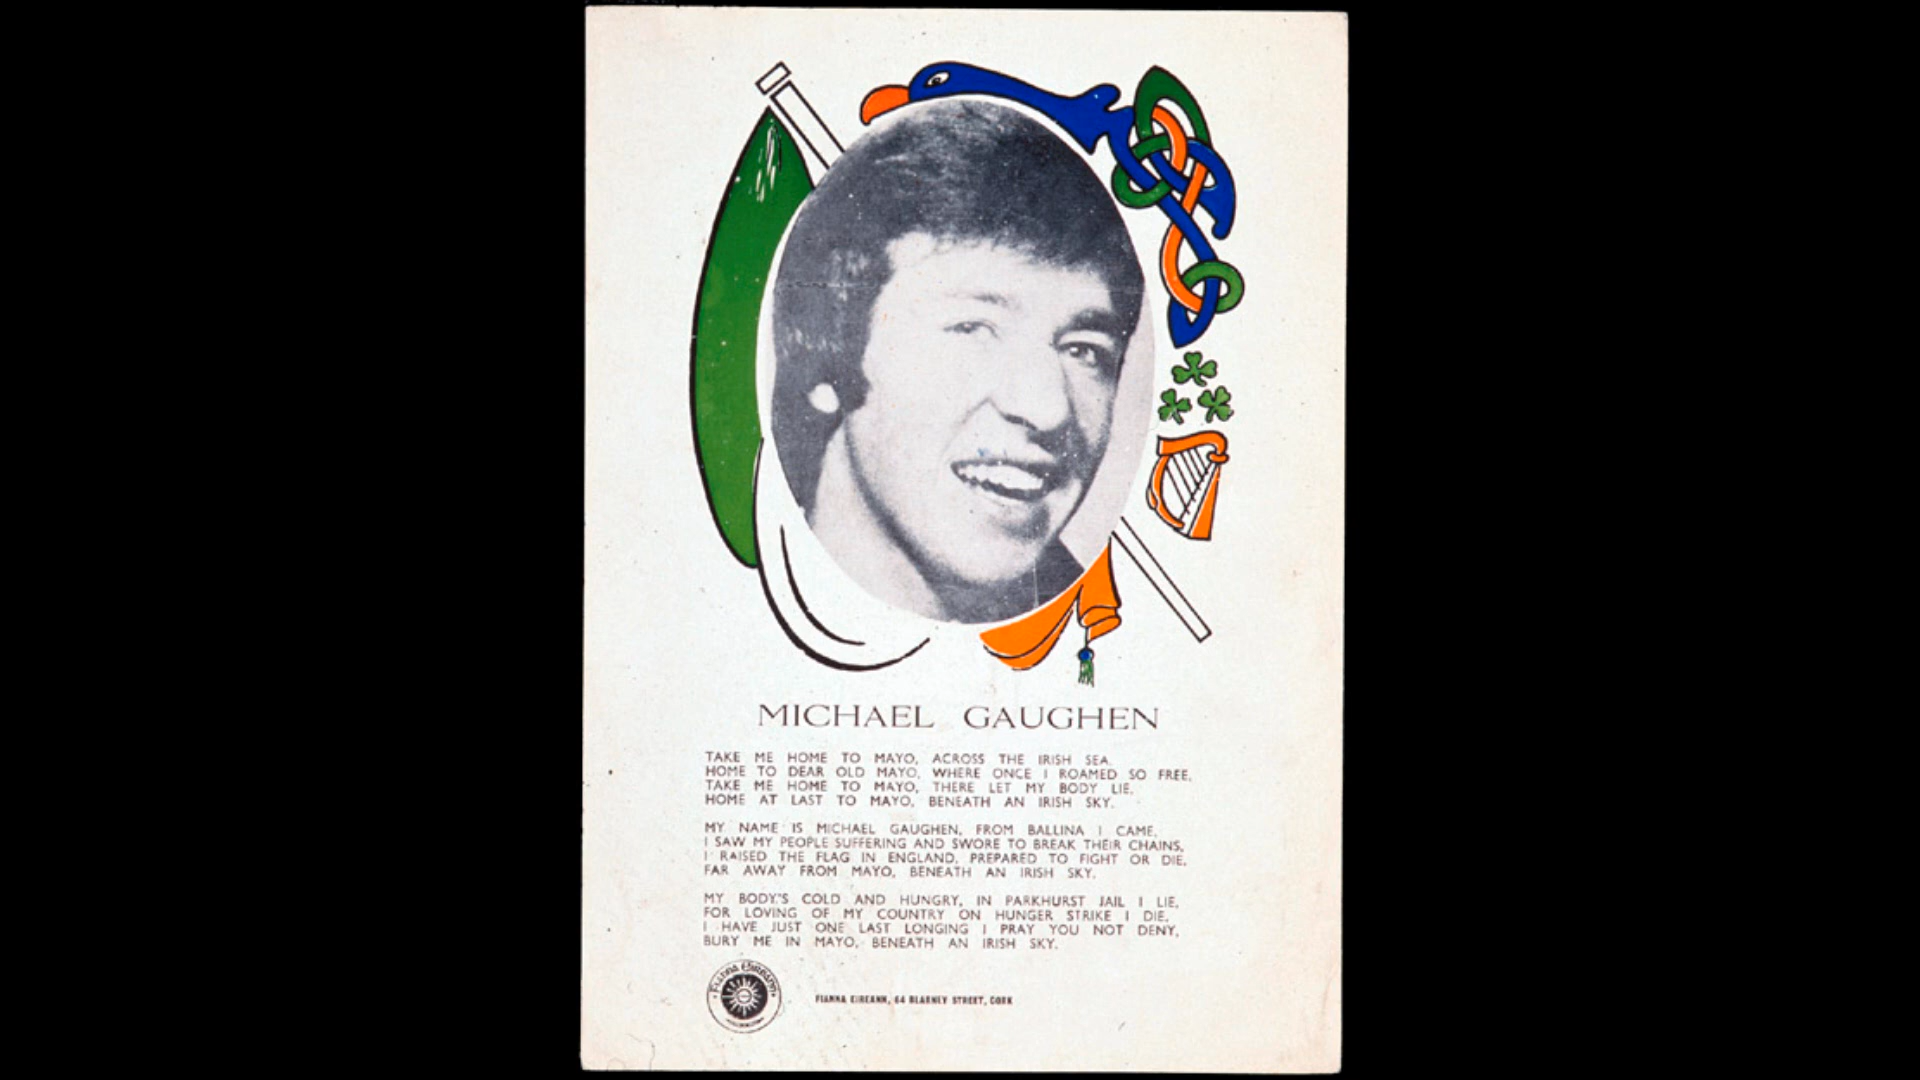 MICHAEL GAUGHEN
TAKE ME HOME TO MAYO, ACROSS THE IRISH SEA.
HOME TO DEAR OLD MAYO, WHERE ONCE I ROAMED SO FREE,
TAKE ME HOME TO MAYO, THERE LET MY BODY LIE,
HOME AT LAST TO MAYO, BENEATH AN IRISH SKY.
MY NAME IS MICHAEL GAUGHEN, FROM BALLINA I CAME,
I SAW MY PEOPLE SUFFERING AND SWORE TO BREAK THEIR CHAINS,
I RAISED THE FLAG IN ENGLAND, PREPARED TO FIGHT OR DIE,
FAR AWAY FROM MAYO, BENEATH AN IRISH SKY.
MY BODY'S COLD AND HUNGRY, IN PARKHURST JAIL I LIE,
FOR LOVING OF MY COUNTRY ON HUNGER STRIKE I DIE,
I HAVE JUST ONE LAST LONGING I PRAY YOU NOT DENY,
BURY ME IN MAYO, BENEATH AN IRISH SKY.
FIANNA EIREANN
FIANNA EIREANN, 64 BLARNEY STREET, CORK